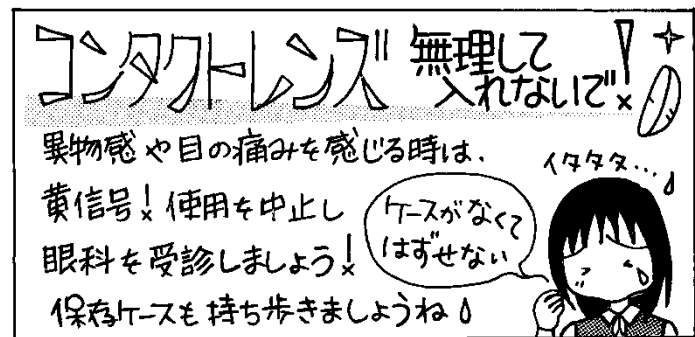 コンタクトレンズ 無理して
入れないで!
異物感や目の痛みを感じる時は、
黄信号!使用を中止し
眼科を受診しましょう!
保存ケースも持ち歩きましょうね
イタタタ…
ケースがなくて
はずせない